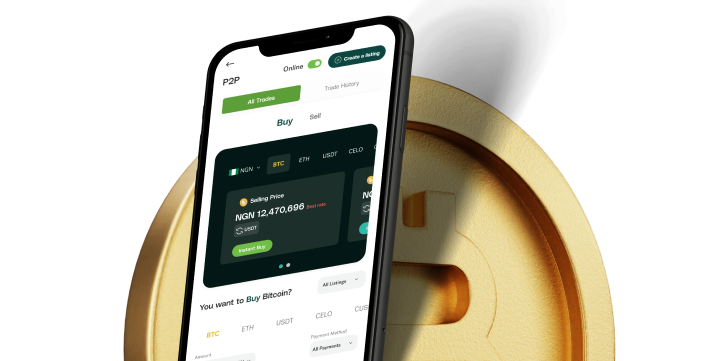 ←
P2P
Online
Create a listing
All Trades
Trade History
Buy
Sell
NGN
BTC
ETH
USDT
CELO
Selling Price
NGN 12,470,696 Best rate
USDT
Instant Buy
You want to Buy Bitcoin?
All Listings
BTC
ETH
USDT
CELO
CUS
Amount
Payment Method
All Payments